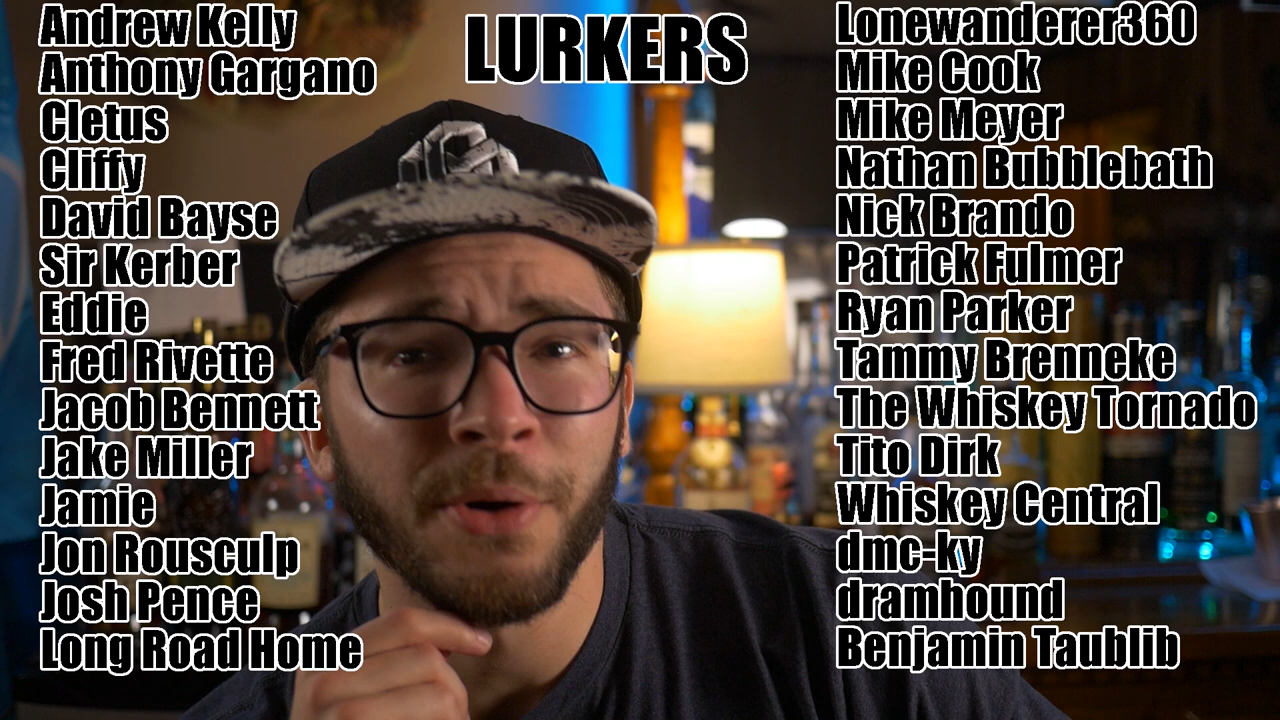 LURKERS
Andrew Kelly
Anthony Gargano
Cletus
Cliffy
David Bayse
Sir Kerber
Eddie
Fred Rivette
Jacob Bennett
Jake Miller
Jamie
Jon Rousculp
Josh Pence
Long Road Home
Lonewanderer360
Mike Cook
Mike Meyer
Nathan Bubblebath
Nick Brando
Patrick Fulmer
Ryan Parker
Tammy Brenneke
The Whiskey Tornado
Tito Dirk
Whiskey Central
dmc-ky
dramhound
Benjamin Taublib